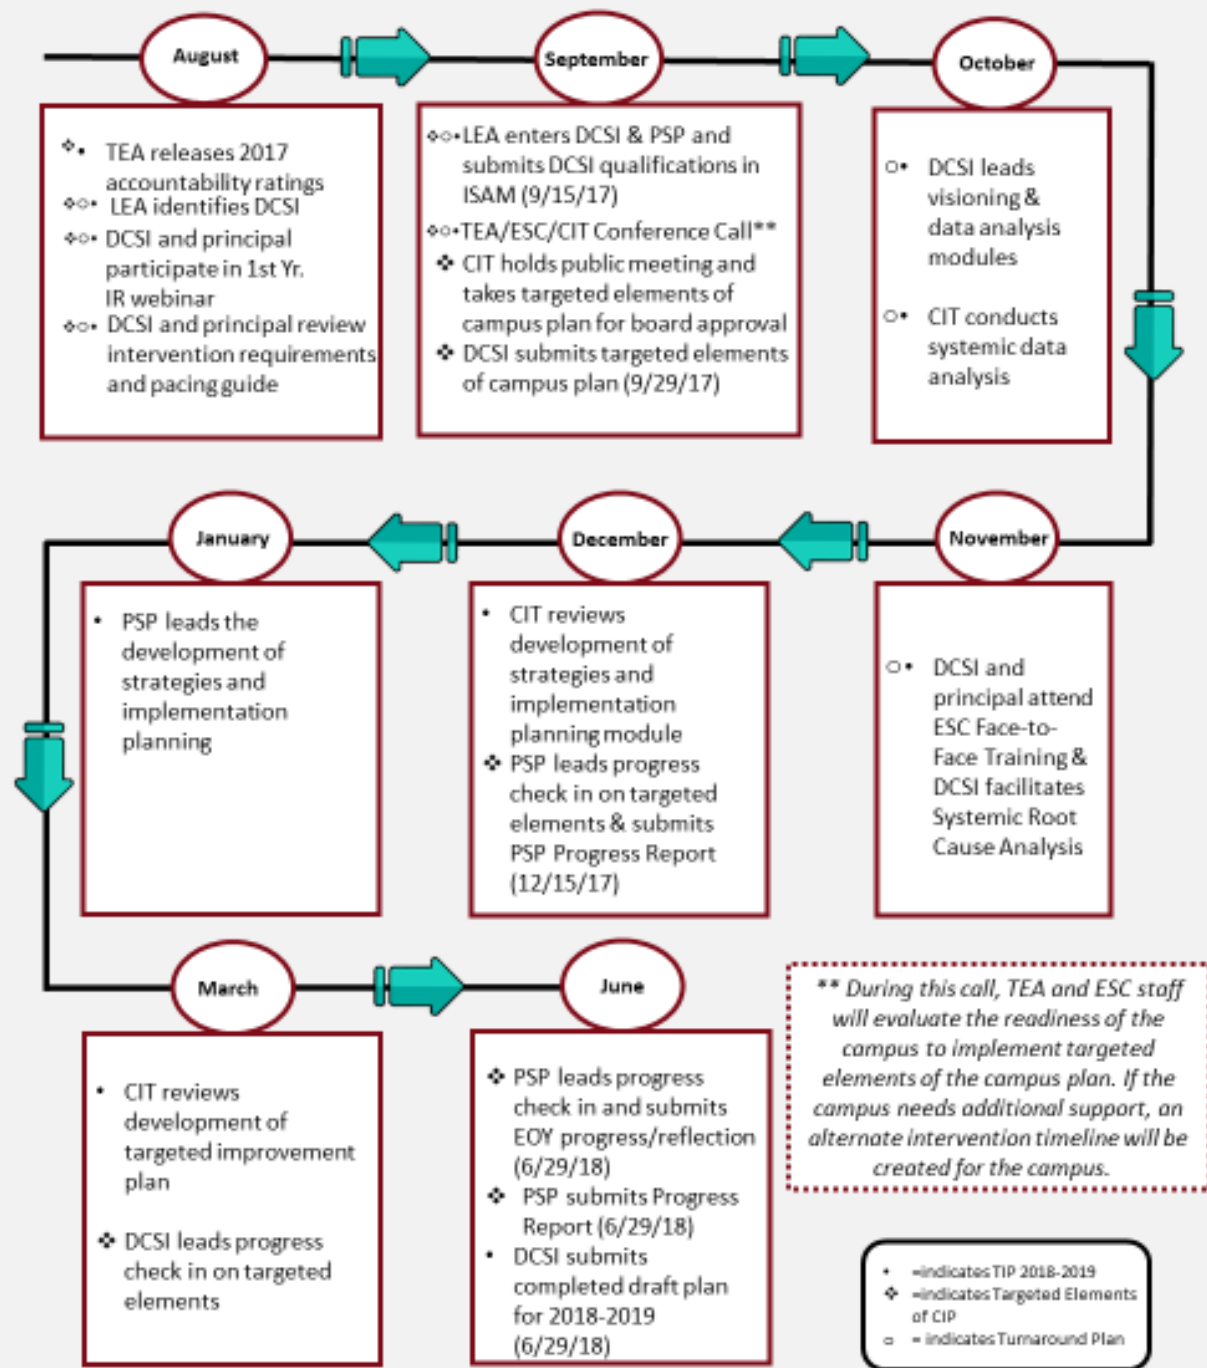 August
September
October
❖• TEA releases 2017
accountability ratings
❖○• LEA identifies DCSI
❖○• DCSI and principal
participate in 1st Yr.
IR webinar
❖○• DCSI and principal review
intervention requirements
and pacing guide
❖○• LEA enters DCSI & PSP and
submits DCSI qualifications in
ISAM (9/15/17)
❖○• TEA/ESC/CIT Conference Call**
❖ CIT holds public meeting and
takes targeted elements of
campus plan for board approval
❖ DCSI submits targeted elements
of campus plan (9/29/17)
○• DCSI leads
visioning &
data analysis
modules
○• CIT conducts
systemic data
analysis
January
December
November
• PSP leads the
development of
strategies and
implementation
planning
• CIT reviews
development of
strategies and
implementation
planning module
❖ PSP leads progress
check in on targeted
elements & submits
PSP Progress Report
(12/15/17)
○• DCSI and
principal attend
ESC Face-to-
Face Training &
DCSI facilitates
Systemic Root
Cause Analysis
March
June
• CIT reviews
development of
targeted improvement
plan
❖ DCSI leads progress
check in on targeted
elements
❖ PSP leads progress
check in and submits
EOY progress/reflection
(6/29/18)
❖ PSP submits Progress
Report (6/29/18)
• DCSI submits
completed draft plan
for 2018-2019
(6/29/18)
** During this call, TEA and ESC staff
will evaluate the readiness of the
campus to implement targeted
elements of the campus plan. If the
campus needs additional support, an
alternate intervention timeline will be
created for the campus.
• =indicates TIP 2018-2019
❖ =indicates Targeted Elements
of CIP
○ = indicates Turnaround Plan